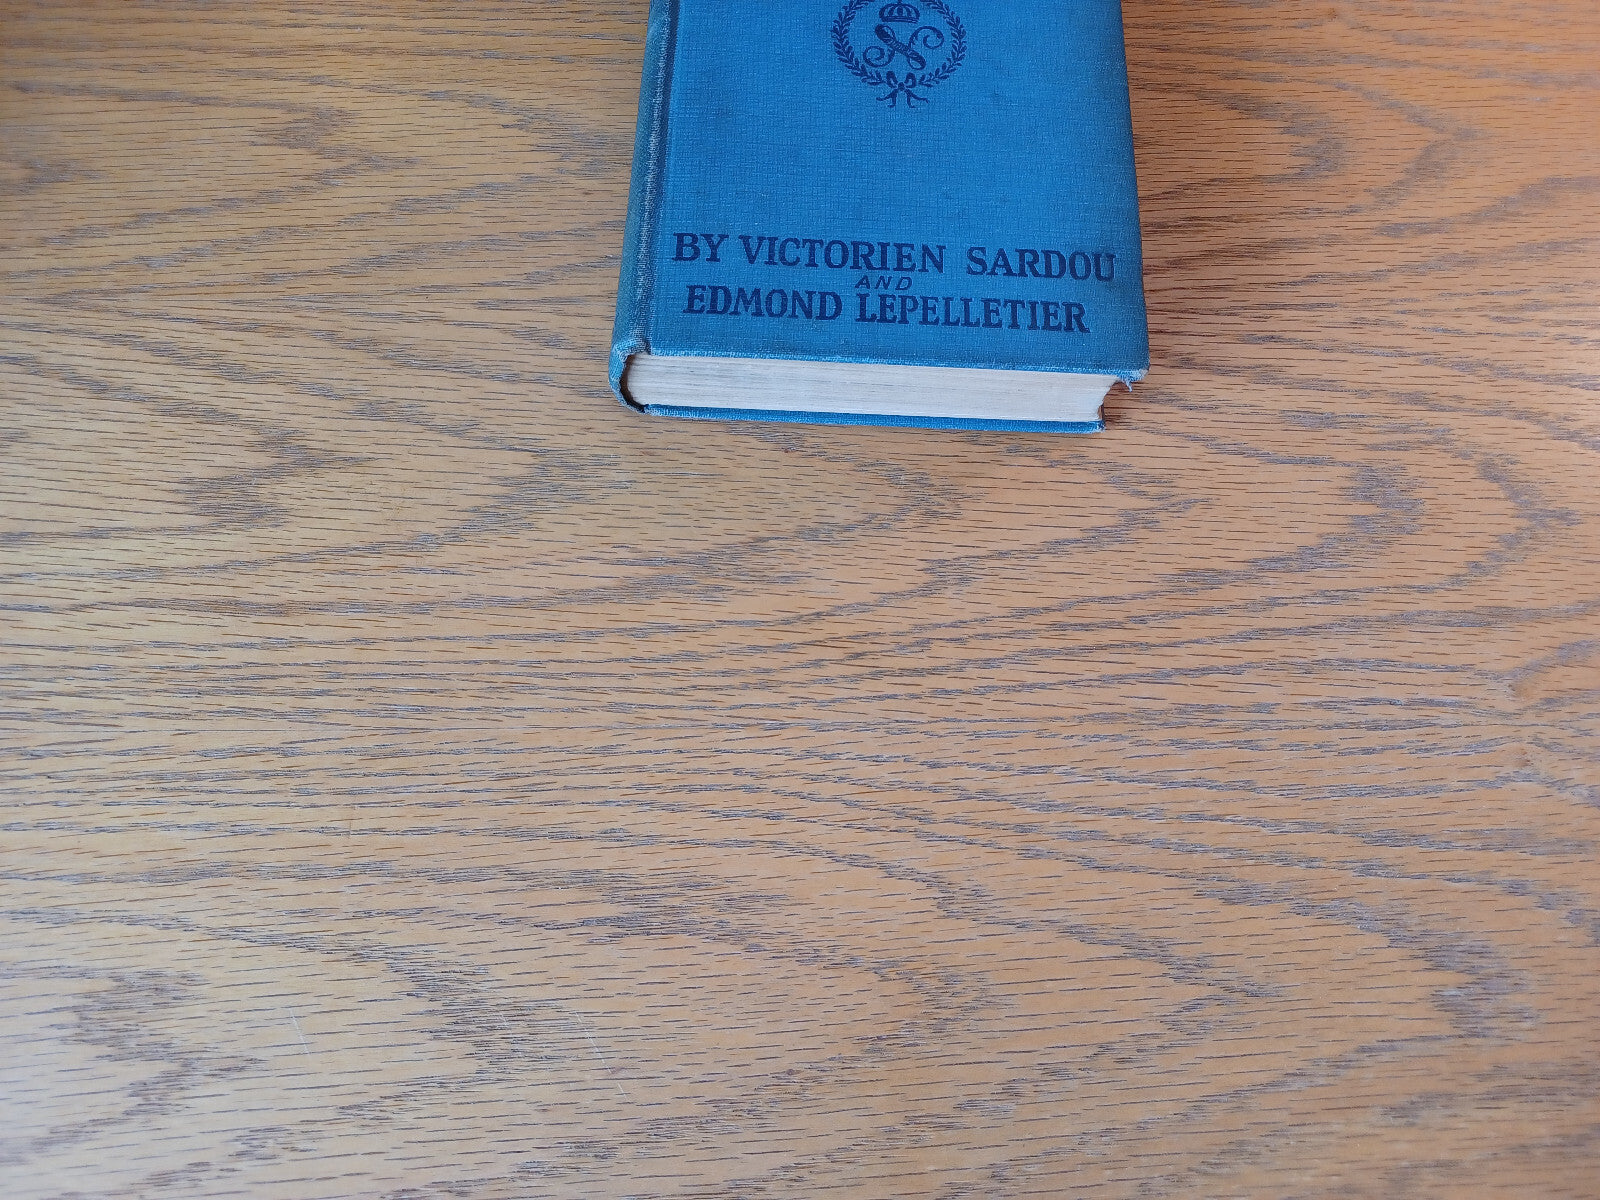 BY VICTORIEN SARDOU
AND
EDMOND LEPELLETIER